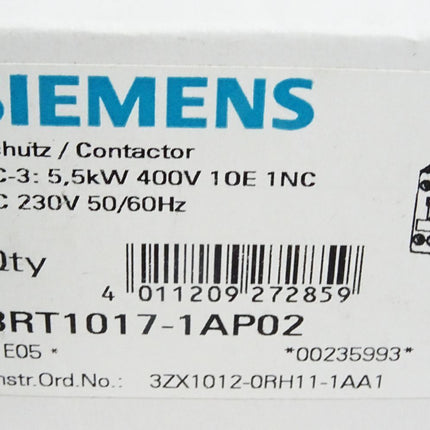 SIEMENS
chutz / Contactor
C-3: 5,5kW 400V 10E 1NC
C 230V 50/60Hz
Qty
4 011209 272859
3RT1017-1AP02
E05 *
*00235993*
nstr.Ord.No.: 3ZX1012-0RH11-1AA1